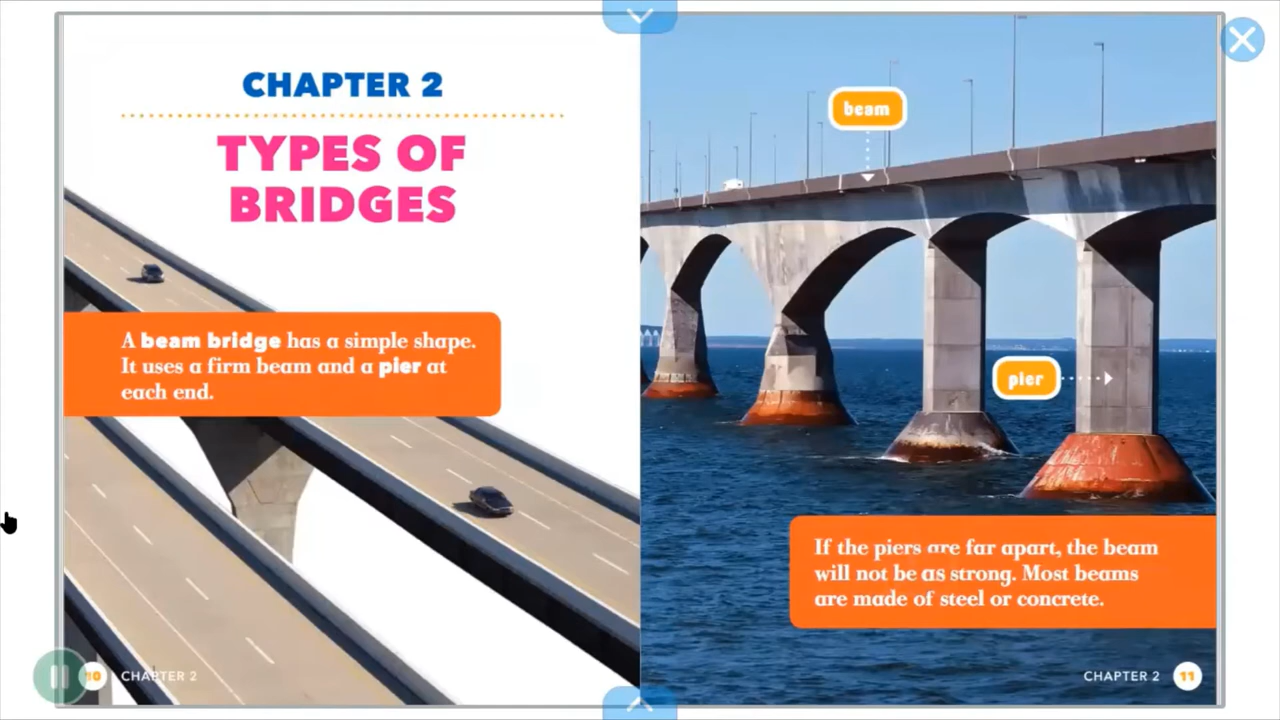 CHAPTER 2
TYPES OF
BRIDGES
A beam bridge has a simple shape.
It uses a firm beam and a pier at
each end.
10 CHAPTER 2
beam
pier
If the piers are far apart, the beam
will not be as strong. Most beams
are made of steel or concrete.
CHAPTER 2 11